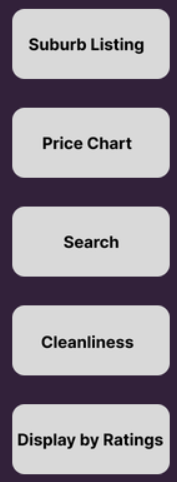 Suburb Listing
Price Chart
Search
Cleanliness
Display by Ratings